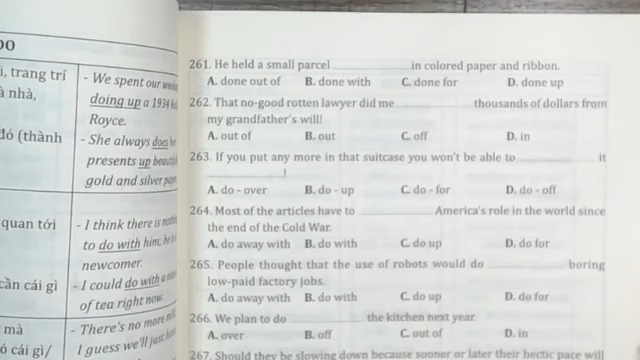 DO
i, trang trí
à nhà,
- We spent our
doing up a 1934
Royce.
đó (thành
- She always does
presents up
gold and silver
quan tới
- I think there is
to do with him;
newcomer.
cần cái gì
- I could do with a
of tea right now.
mà
- There's no more
ó cái gì/
I guess we'll just
261. He held a small parcel ____________ in colored paper and ribbon.
A. done out of B. done with C. done for D. done up
262. That no-good rotten lawyer did me ____________ thousands of dollars from
my grandfather's will!
A. out of B. out C. off D. in
263. If you put any more in that suitcase you won't be able to ____________ it
____________!
A. do - over B. do - up C. do - for D. do - off
264. Most of the articles have to ____________ America's role in the world since
the end of the Cold War.
A. do away with B. do with C. do up D. do for
265. People thought that the use of robots would do ____________ boring
low-paid factory jobs.
A. do away with B. do with C. do up D. do for
266. We plan to do ____________ the kitchen next year.
A. over B. off C. out of D. in
267. Should they be slowing down because sooner or later their hectic pace will